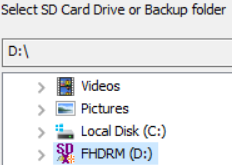 Select SD Card Drive or Backup folder
D:\
Videos
Pictures
Local Disk (C:)
FHDRM (D:)